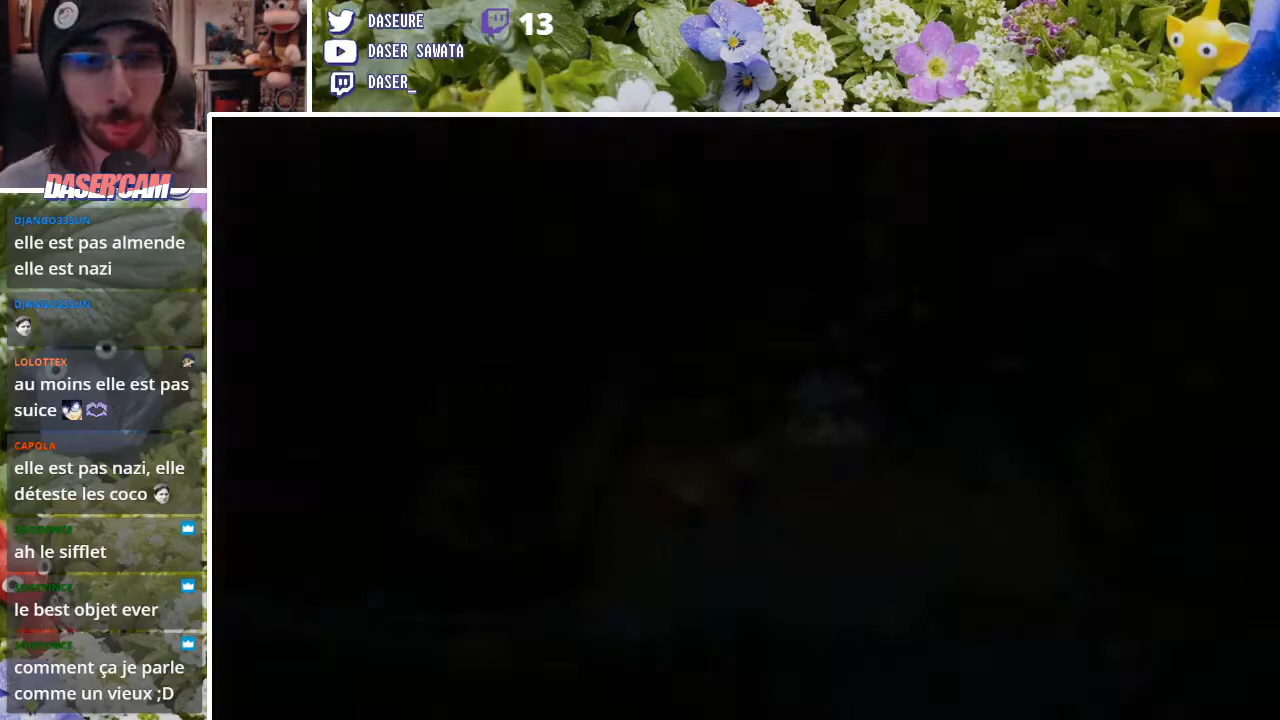 DASEURE
13
DASER SAWATA
DASER_
DASER'CAM
elle est pas almende
elle est nazi
LOLOTTEX
au moins elle est pas
suice
CAPOLA
elle est pas nazi, elle
déteste les coco
ah le sifflet
le best objet ever
comment ça je parle
comme un vieux ;D